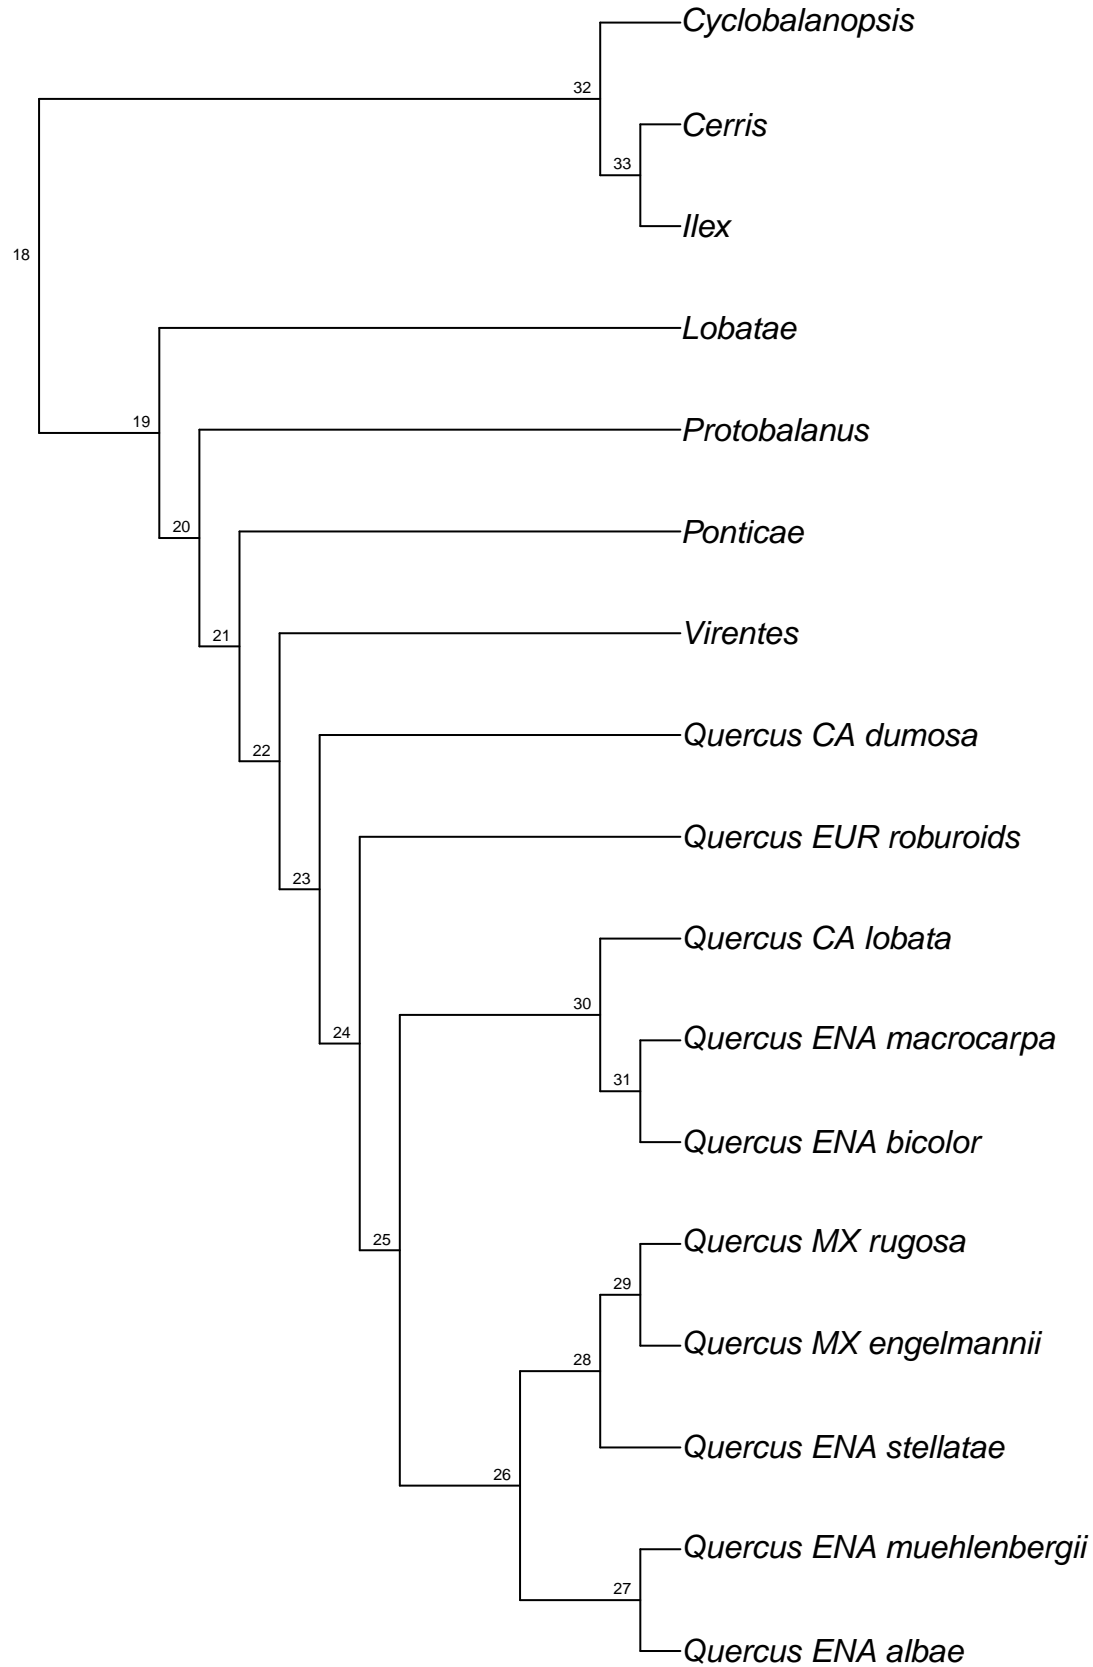 Cyclobalanopsis
32
Cerris
33
Ilex
18
Lobatae
19
Protobalanus
20
Ponticae
21
Virentes
22
Quercus CA dumosa
23
Quercus EUR roburoids
24
Quercus CA lobata
30
Quercus ENA macrocarpa
31
Quercus ENA bicolor
25
Quercus MX rugosa
29
Quercus MX engelmannii
28
Quercus ENA stellatae
26
Quercus ENA muehlenbergii
27
Quercus ENA albae